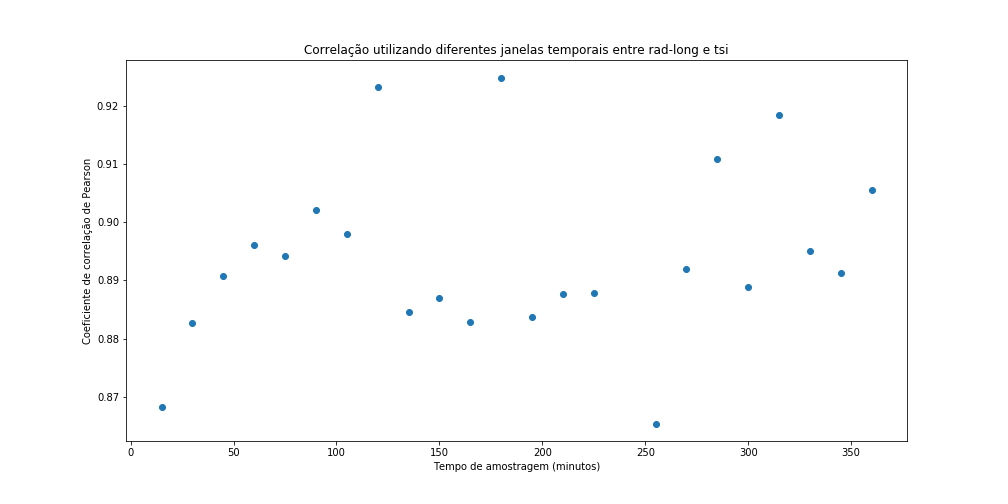 Correlação utilizando diferentes janelas temporais entre rad-long e tsi
Coeficiente de correlação de Pearson
0.92
0.91
0.90
0.89
0.88
0.87
0 50 100 150 200 250 300 350
Tempo de amostragem (minutos)